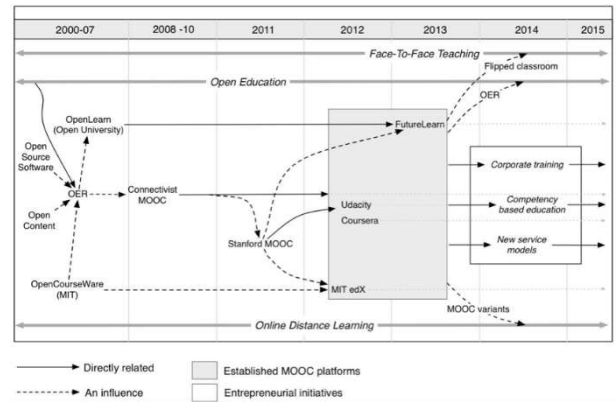 2000-07 2008 -10 2011 2012 2013 2014 2015
Face-To-Face Teaching
Flipped classroom
Open Education
OER
OpenLearn
(Open University)
FutureLearn
Open
Source
Software
Corporate training
OER
Connectivist
MOOC
Udacity
Competency
based education
Open
Content
Coursera
Stanford MOOC
New service
models
OpenCourseWare
(MIT)
MIT edX
MOOC variants
Online Distance Learning
Directly related
Established MOOC platforms
An influence
Entrepreneurial initiatives